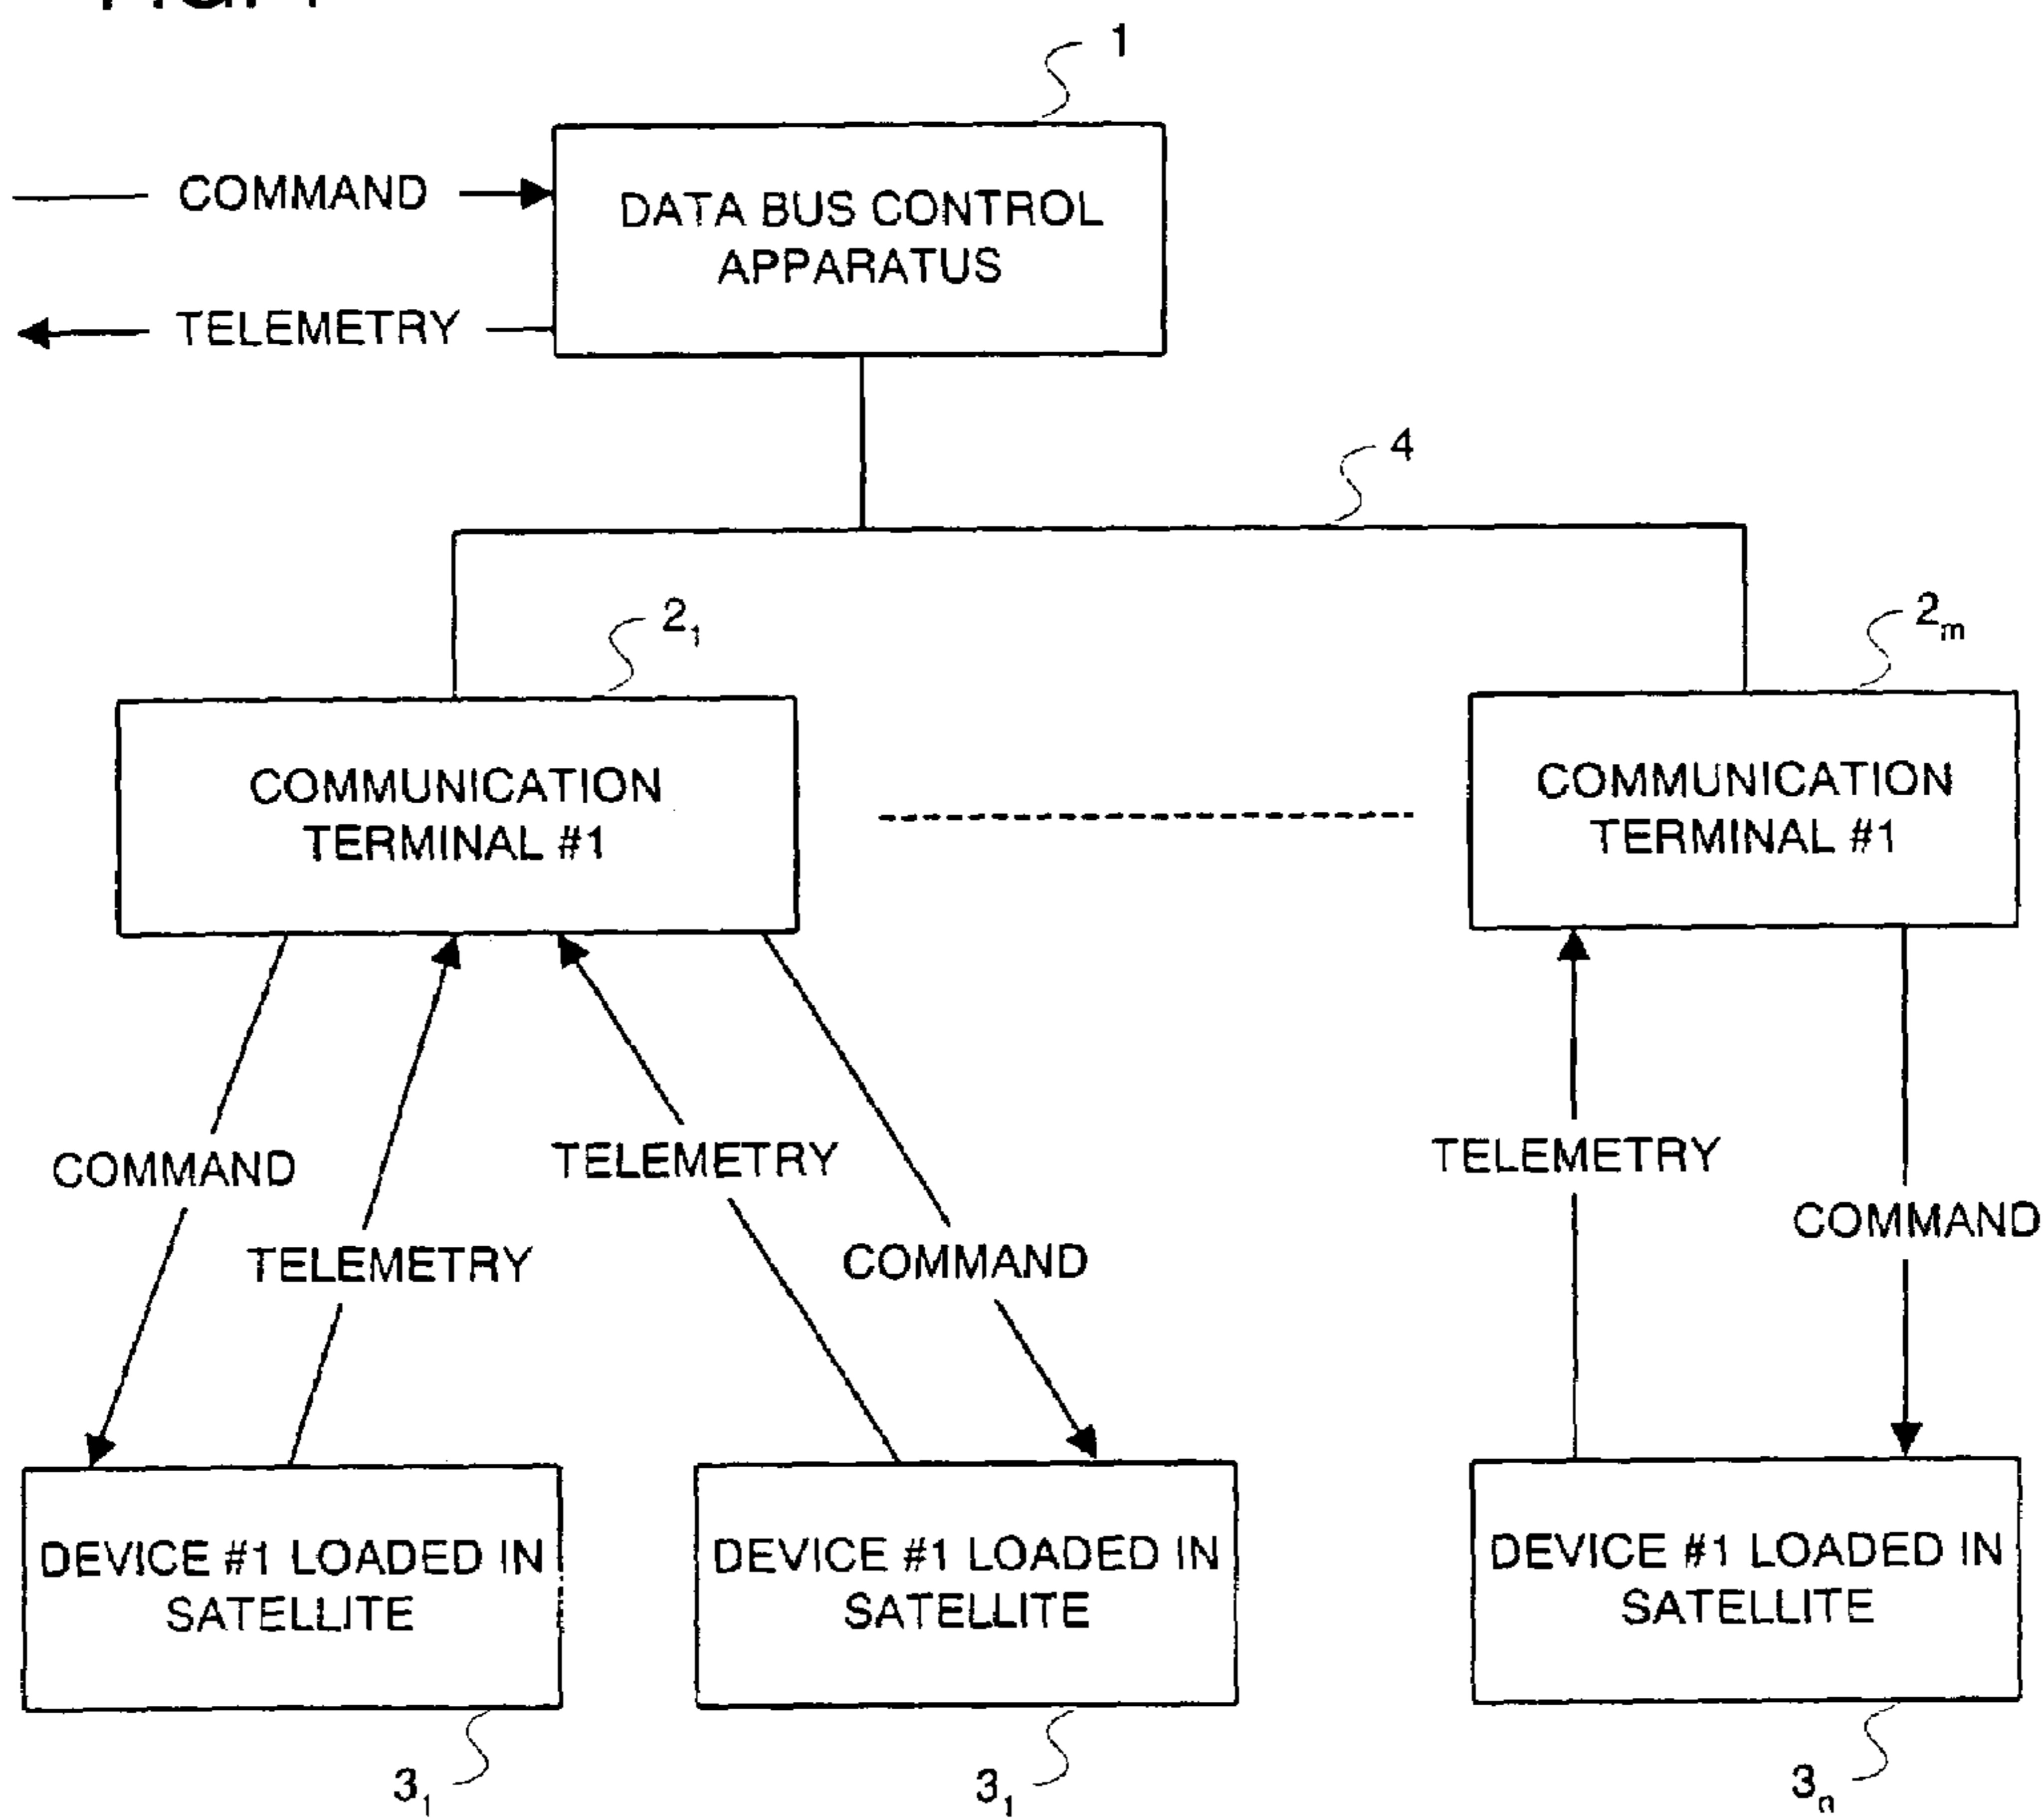 1
COMMAND
DATA BUS CONTROL
APPARATUS
TELEMETRY
4
2₁
2ₘ
COMMUNICATION
TERMINAL #1
COMMUNICATION
TERMINAL #1
COMMAND
TELEMETRY
TELEMETRY
COMMAND
TELEMETRY
COMMAND
DEVICE #1 LOADED IN
SATELLITE
DEVICE #1 LOADED IN
SATELLITE
DEVICE #1 LOADED IN
SATELLITE
3₁
3₁
3ₙ